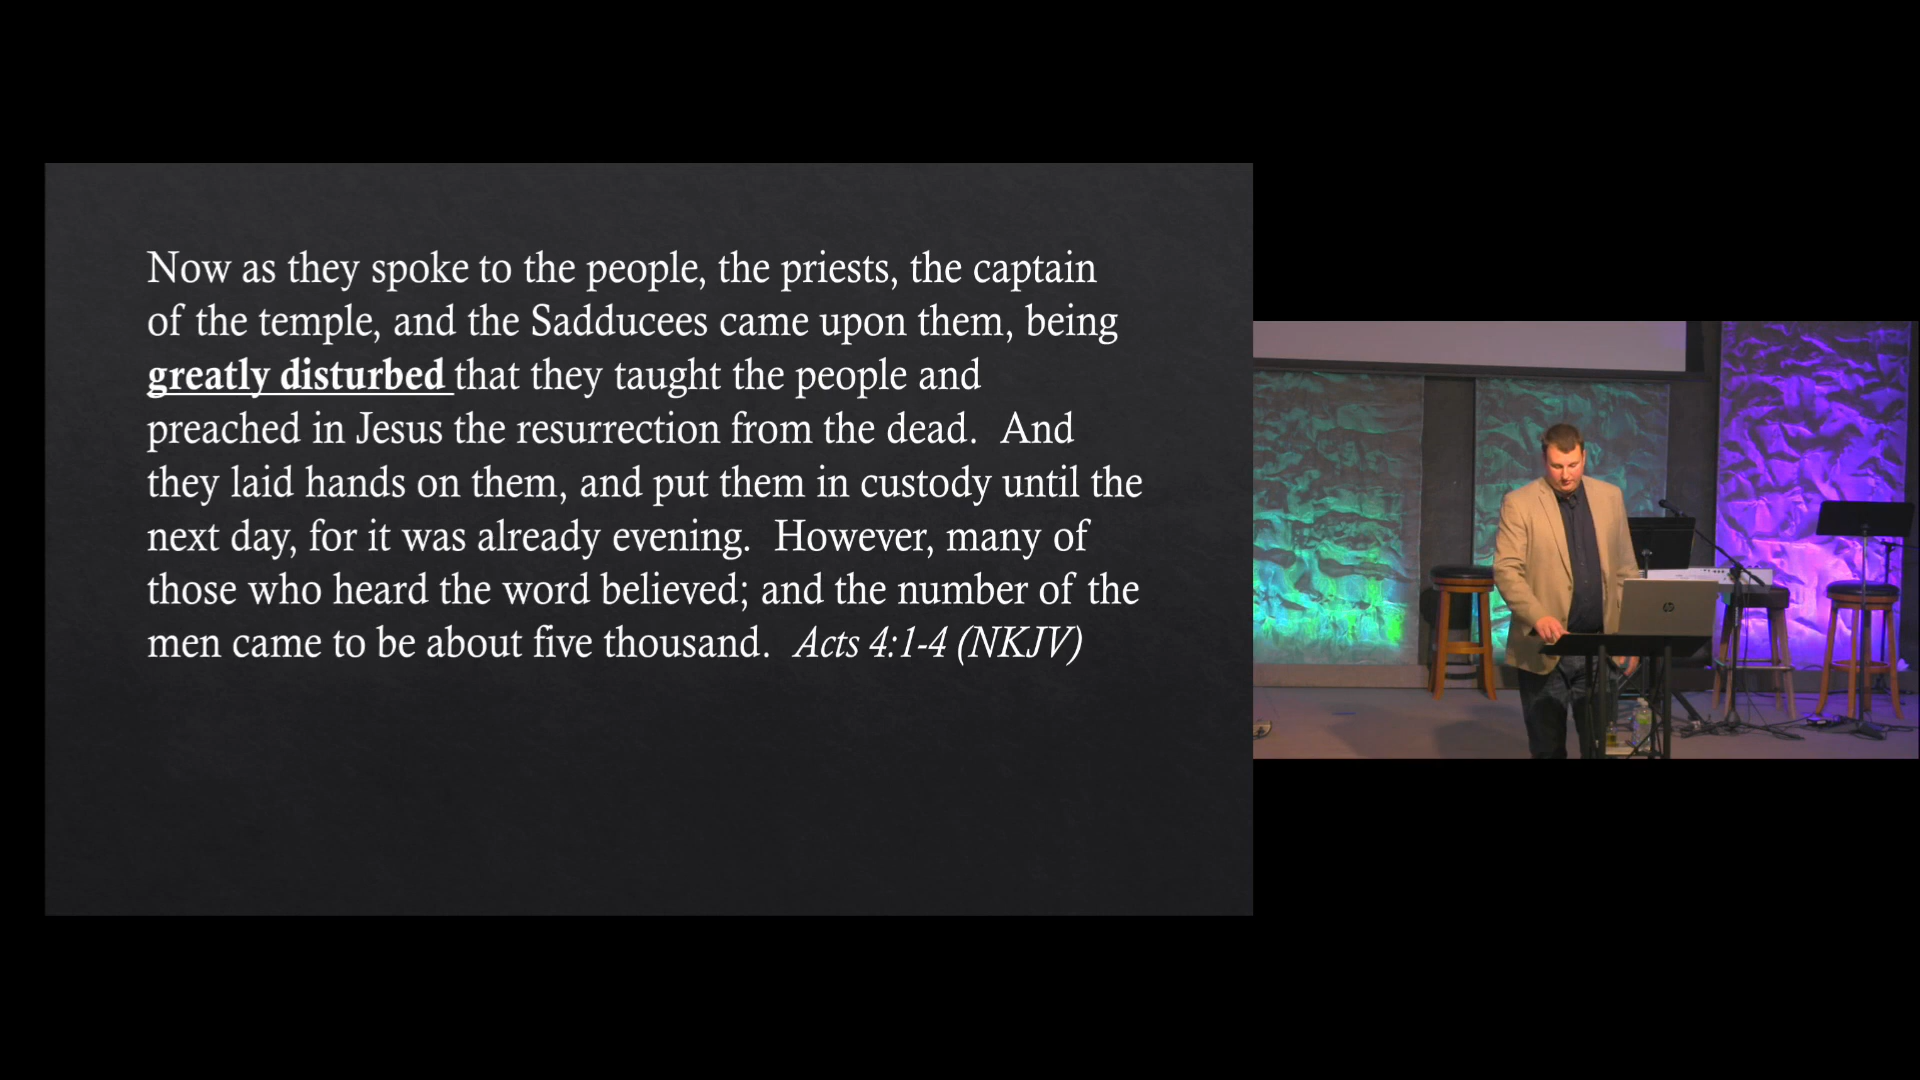 Now as they spoke to the people, the priests, the captain
of the temple, and the Sadducees came upon them, being
greatly disturbed that they taught the people and
preached in Jesus the resurrection from the dead.  And
they laid hands on them, and put them in custody until the
next day, for it was already evening.  However, many of
those who heard the word believed; and the number of the
men came to be about five thousand.  Acts 4:1-4 (NKJV)
hp